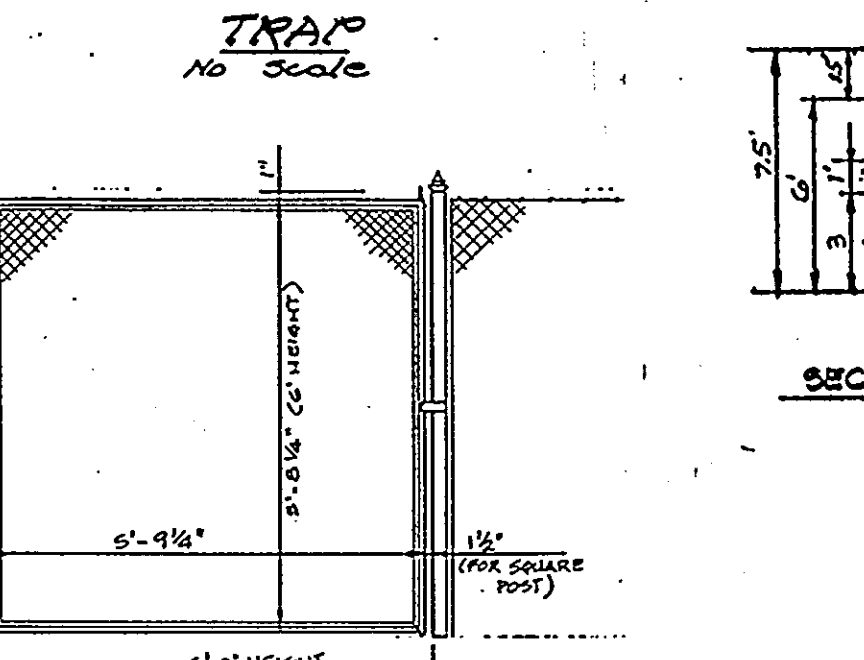 TRAP
No Scale
1"
5'-8 1/4" (6' HEIGHT)
5'-9 1/4"
1 1/2"
(FOR SQUARE
POST)
7.5'
6'
1'
3
HEIGHT